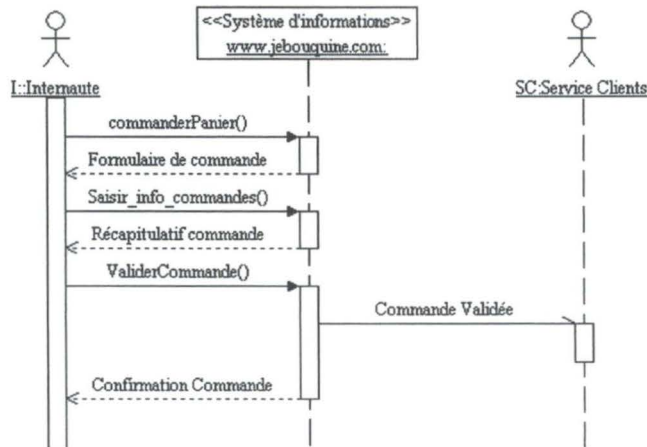 <<Système d'informations>>
www.jebouquine.com:
I::Internaute
SC:Service Clients
commanderPanier()
Formulaire de commande
Saisir_info_commandes()
Récapitulatif commande
ValiderCommande()
Commande Validée
Confirmation Commande